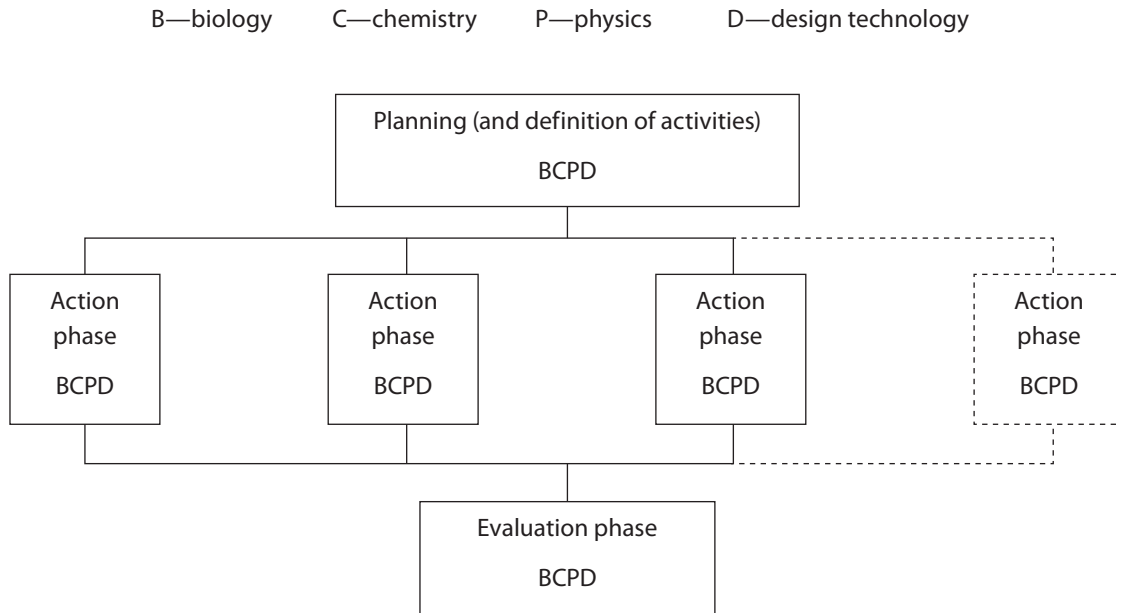 B—biology C—chemistry P—physics D—design technology
Planning (and definition of activities)
BCPD
Action
phase
BCPD
Action
phase
BCPD
Action
phase
BCPD
Action
phase
BCPD
Evaluation phase
BCPD